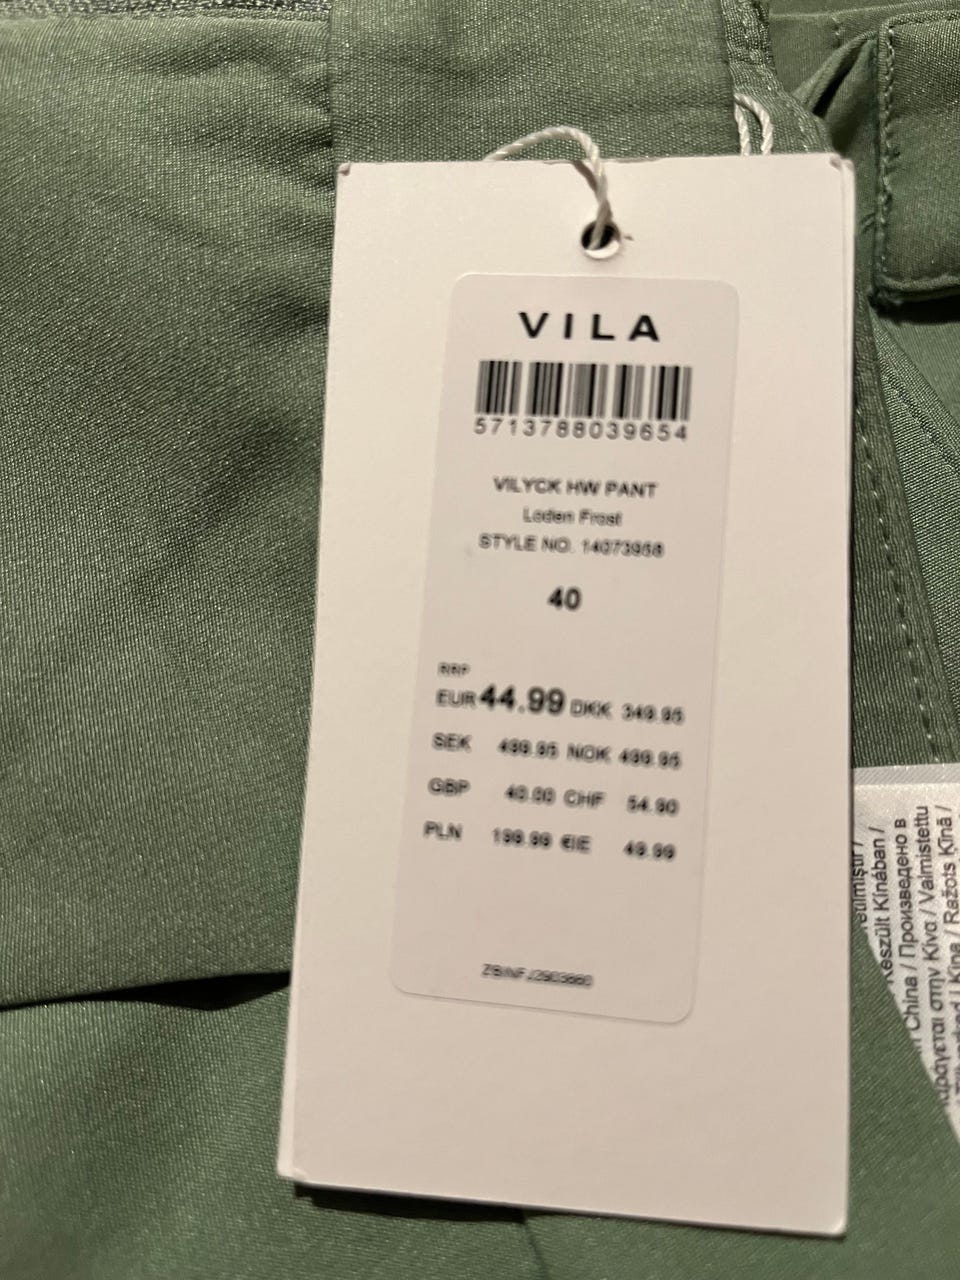 VILA
5713788039654
VILYCK HW PANT
Loden Frost
STYLE NO. 14073958
40
RRP
EUR 44.99 DKK 349.95
SEK 499.95 NOK 499.95
GBP 40.00 CHF 54.90
PLN 199.99 €IE 49.99
Készült Kínában /
China / Произведено в
στην Κίνα / Valmistettu
i Kina / Ražots Ķīnā /